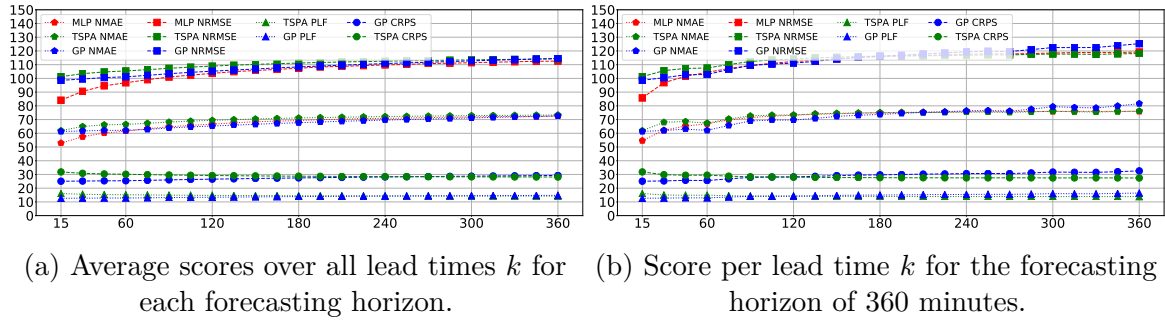 150
140
130
120
110
100
90
80
70
60
50
40
30
20
10
0
MLP NMAE
TSPA NMAE
GP NMAE
MLP NRMSE
TSPA NRMSE
GP NRMSE
TSPA PLF
GP PLF
GP CRPS
TSPA CRPS
15 60 120 180 240 300 360
(a) Average scores over all lead times k for
each forecasting horizon.
150
140
130
120
110
100
90
80
70
60
50
40
30
20
10
0
MLP NMAE
TSPA NMAE
GP NMAE
MLP NRMSE
TSPA NRMSE
GP NRMSE
TSPA PLF
GP PLF
GP CRPS
TSPA CRPS
15 60 120 180 240 300 360
(b) Score per lead time k for the forecasting
horizon of 360 minutes.